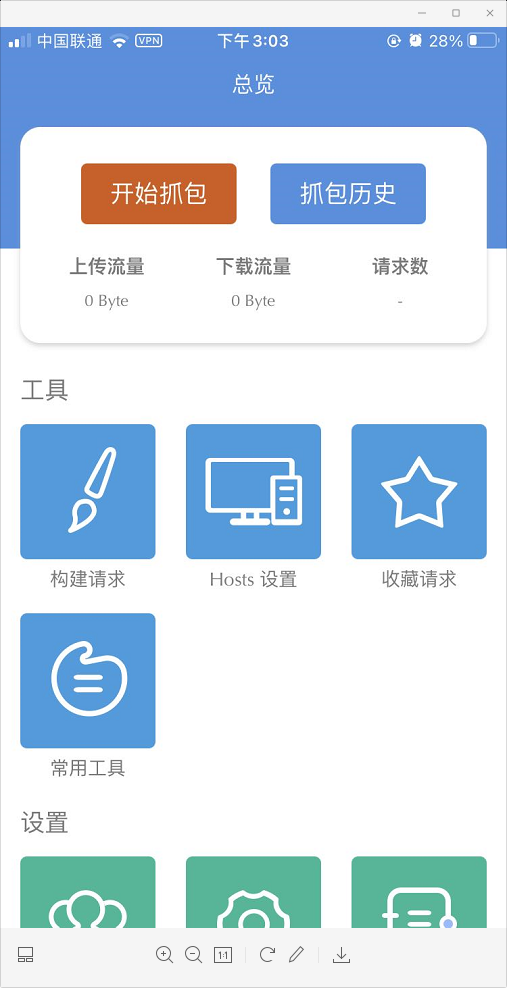 中国联通 VPN 下午 3:03 28%
总览
开始抓包 抓包历史
上传流量 下载流量 请求数
0 Byte 0 Byte -
工具
构建请求 Hosts 设置 收藏请求
常用工具
设置
1:1